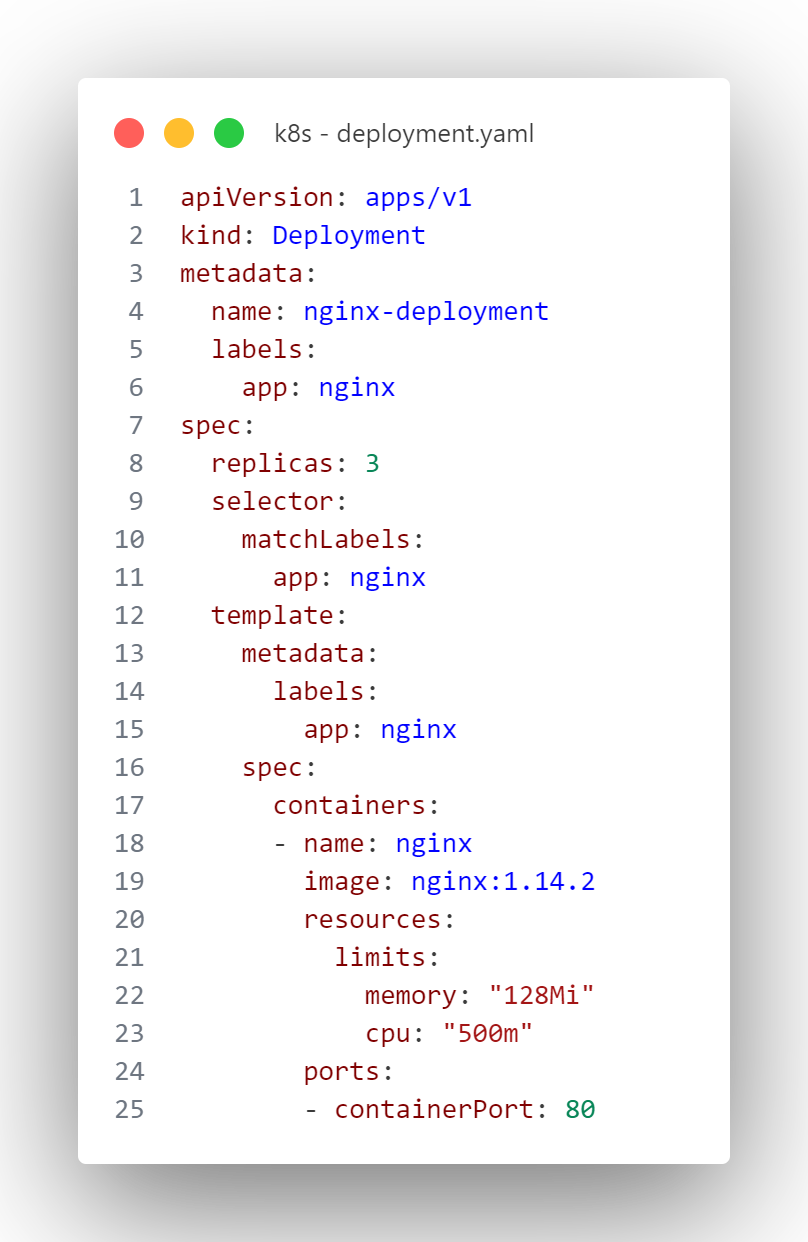 k8s - deployment.yaml
1 apiVersion: apps/v1
2 kind: Deployment
3 metadata:
4   name: nginx-deployment
5   labels:
6     app: nginx
7 spec:
8   replicas: 3
9   selector:
10     matchLabels:
11       app: nginx
12   template:
13     metadata:
14       labels:
15         app: nginx
16     spec:
17       containers:
18       - name: nginx
19         image: nginx:1.14.2
20         resources:
21           limits:
22             memory: "128Mi"
23             cpu: "500m"
24         ports:
25         - containerPort: 80